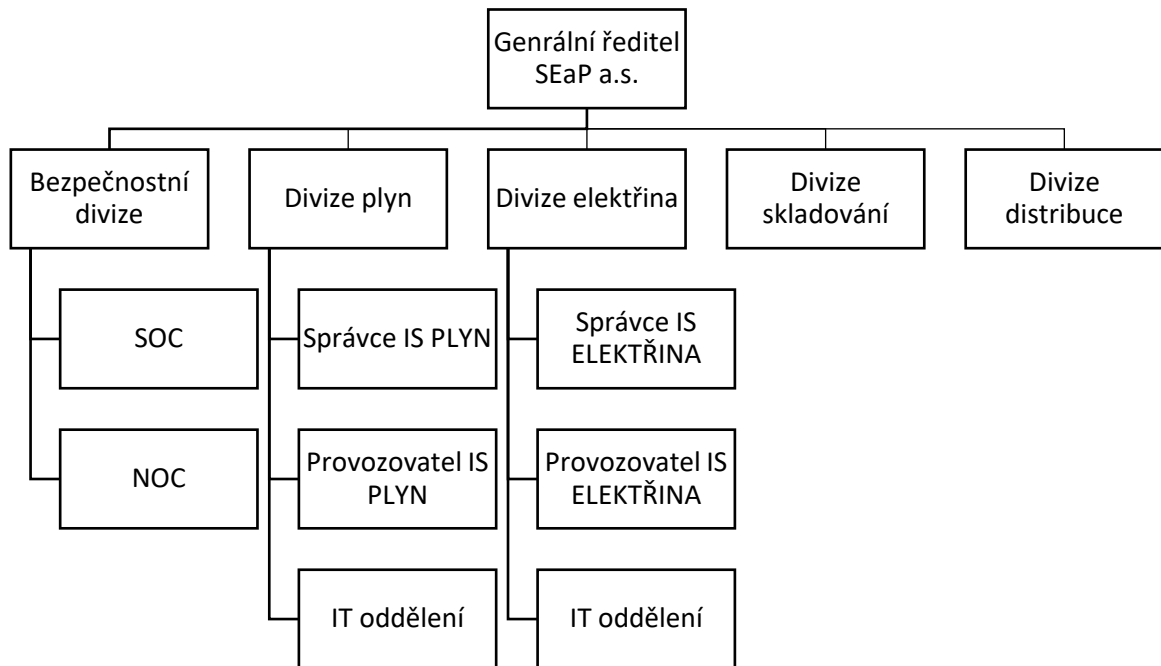 Genrální ředitel
SEaP a.s.
Bezpečnostní
divize
Divize plyn
Divize elektřina
Divize
skladování
Divize
distribuce
SOC
Správce IS PLYN
Správce IS
ELEKTŘINA
NOC
Provozovatel IS
PLYN
Provozovatel IS
ELEKTŘINA
IT oddělení
IT oddělení